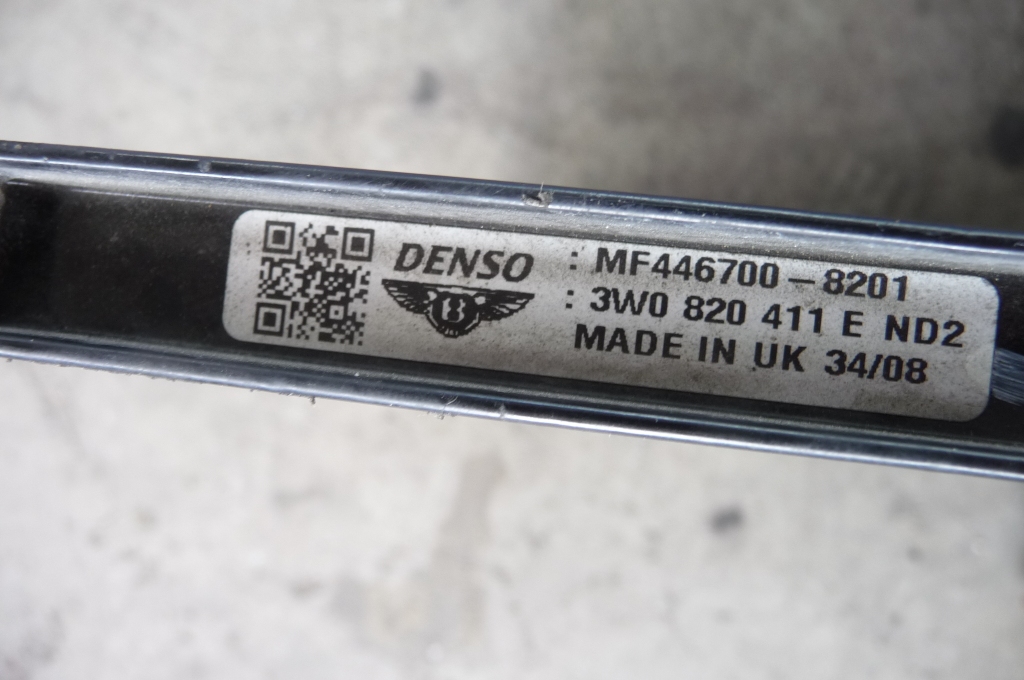 DENSO : MF446700-8201
B : 3W0 820 411 E ND2
MADE IN UK 34/08